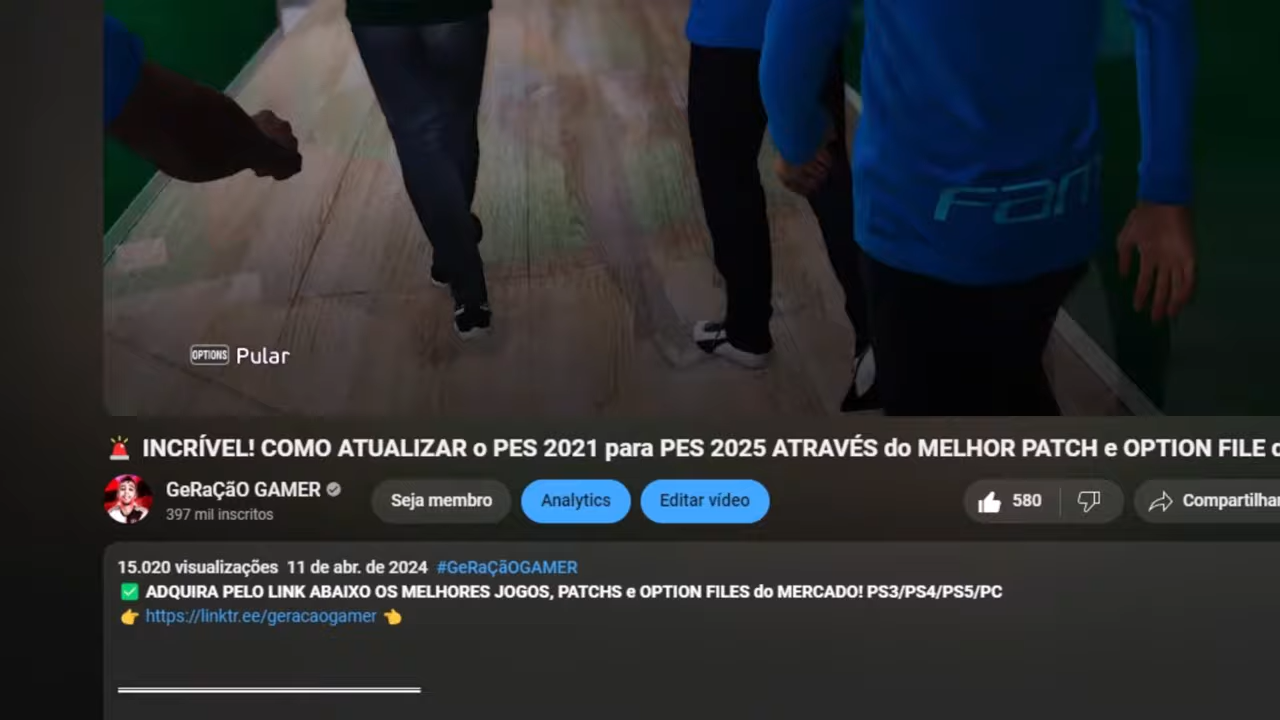 Fam
OPTIONS Pular
INCRÍVEL! COMO ATUALIZAR o PES 2021 para PES 2025 ATRAVÉS do MELHOR PATCH e OPTION FILE
GeRaÇãO GAMER
397 mil inscritos
Seja membro
Analytics
Editar vídeo
580
Compartilhar
15.020 visualizações 11 de abr. de 2024 #GeRaÇãOGAMER
✅ ADQUIRA PELO LINK ABAIXO OS MELHORES JOGOS, PATCHS e OPTION FILES do MERCADO! PS3/PS4/PS5/PC
👉 https://linktr.ee/geracaogamer 👈